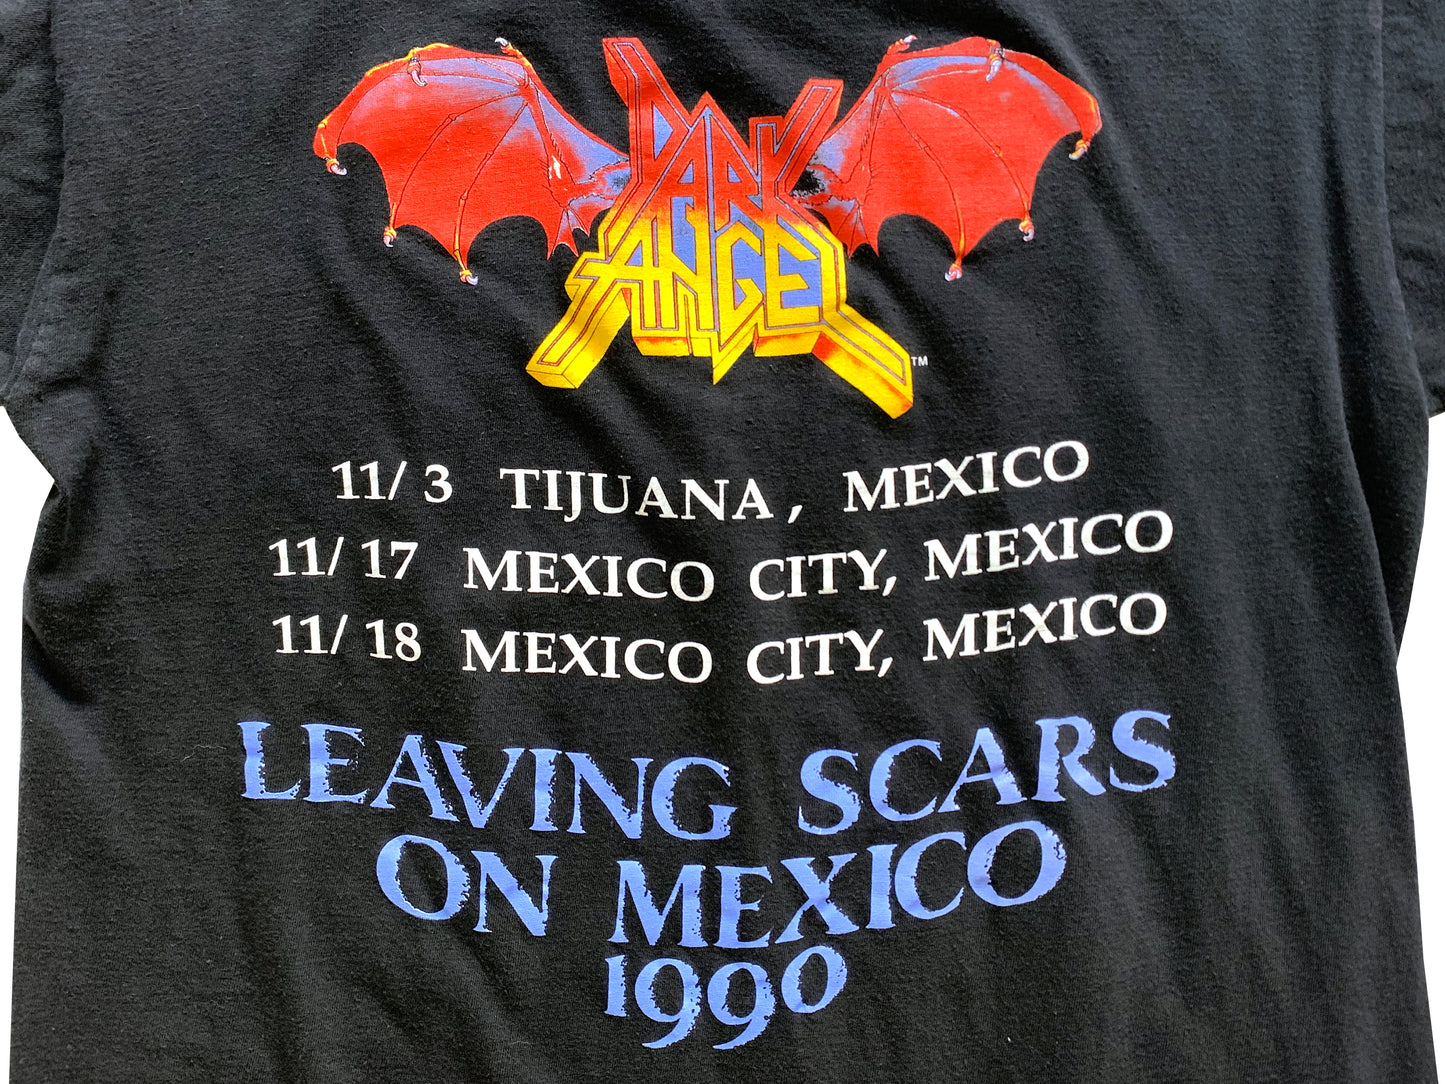 DARK
ANGEL
TM
11/ 3 TIJUANA, MEXICO
11/ 17 MEXICO CITY, MEXICO
11/ 18 MEXICO CITY, MEXICO
LEAVING SCARS
ON MEXICO
1990